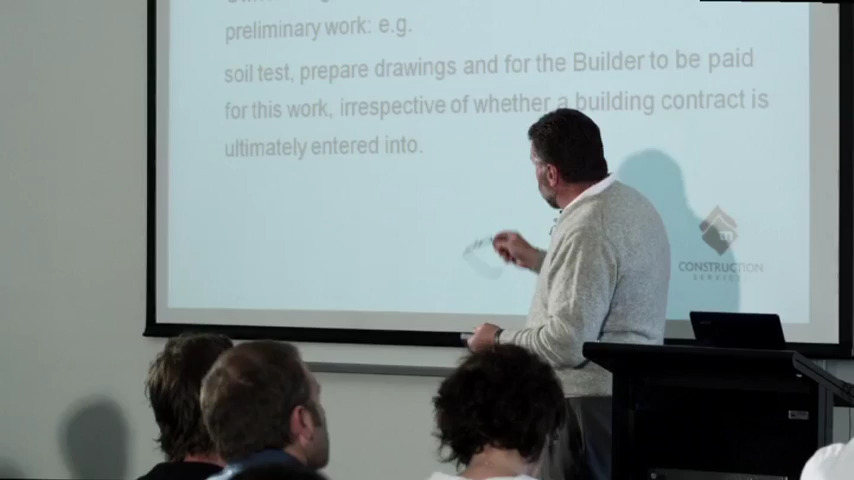 preliminary work: e.g.
soil test, prepare drawings and for the Builder to be paid
for this work, irrespective of whether a building contract is
ultimately entered into.
CONSTRUCTION
SERVICES